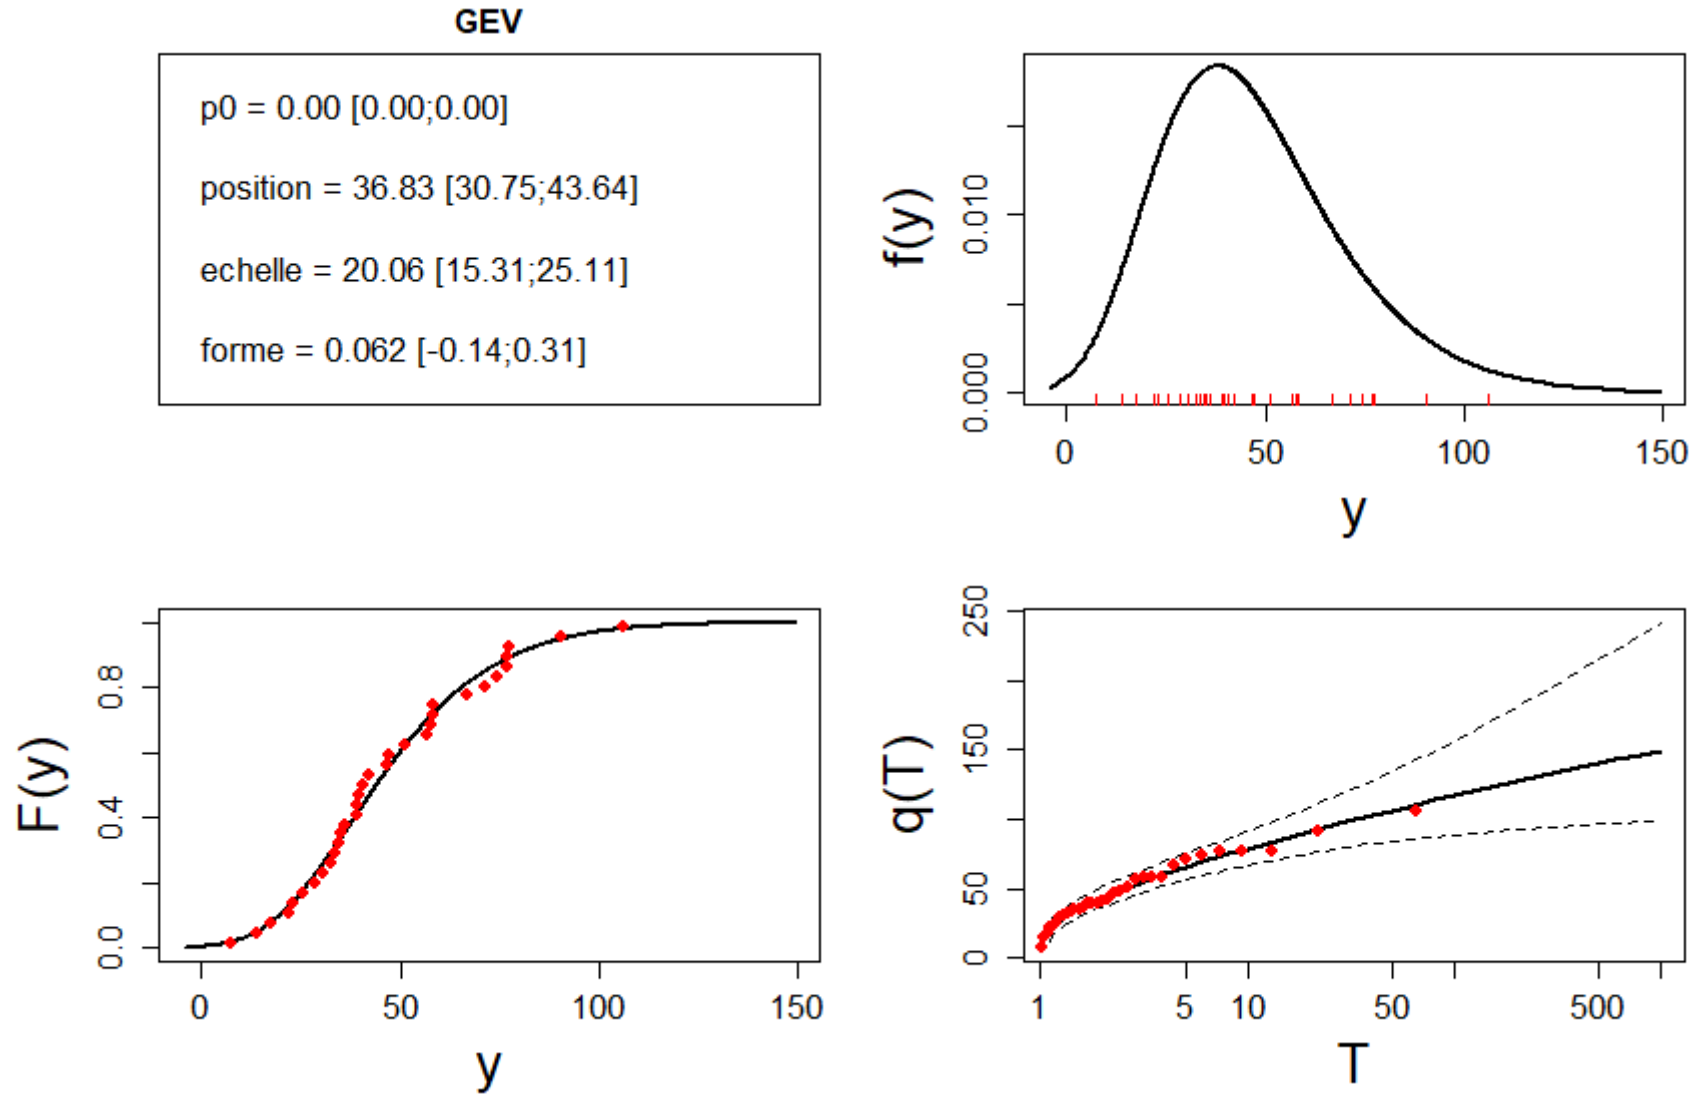 GEV
p0 = 0.00 [0.00;0.00]
position = 36.83 [30.75;43.64]
echelle = 20.06 [15.31;25.11]
forme = 0.062 [-0.14;0.31]
f(y)
0.000 0.010
0 50 100 150
y
F(y)
0.0 0.4 0.8
0 50 100 150
y
q(T)
0 50 150 250
1 5 10 50 500
T